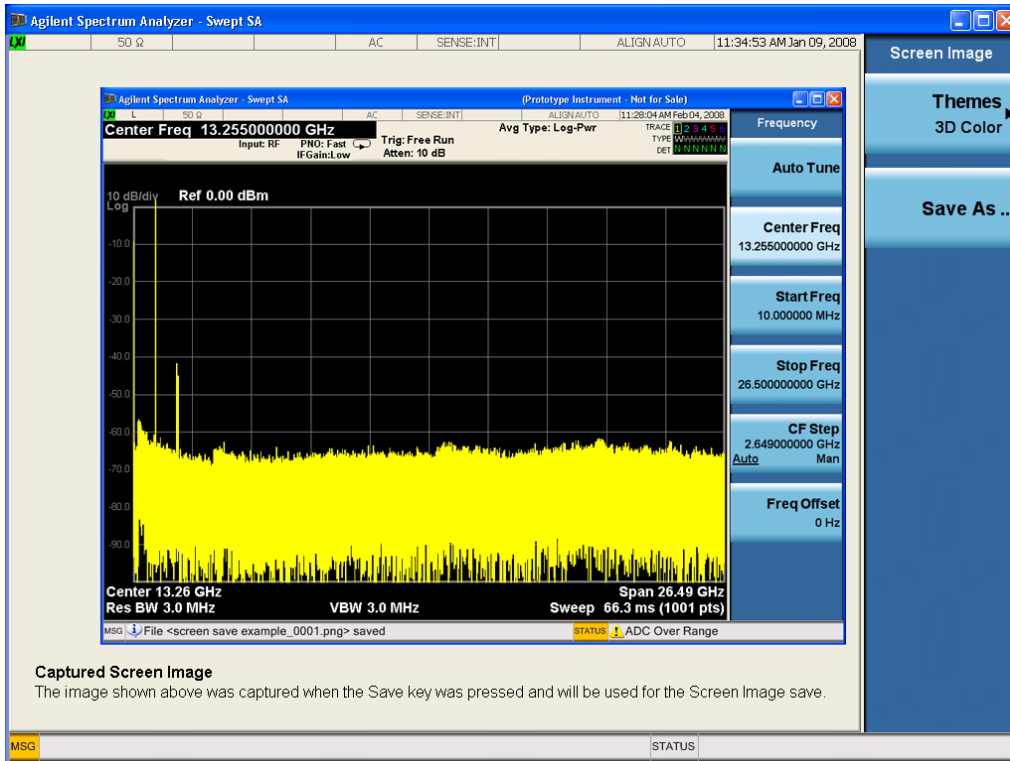 Agilent Spectrum Analyzer - Swept SA
LXI 50 Ω AC SENSE:INT ALIGN AUTO 11:34:53 AM Jan 09, 2008
Screen Image
Themes
3D Color
Save As ..
Agilent Spectrum Analyzer - Swept SA (Prototype Instrument - Not for Sale)
LXI L 50 Ω AC SENSE:INT ALIGN AUTO 11:28:04 AM Feb 04, 2008
Center Freq 13.255000000 GHz
Input: RF PNO: Fast
IFGain:Low
Trig: Free Run
Atten: 10 dB
Avg Type: Log-Pwr
TRACE 1 2 3 4 5 6
TYPE
DET N N N N N N
10 dB/div Ref 0.00 dBm
Log
-10.0
-20.0
-30.0
-40.0
-50.0
-60.0
-70.0
-80.0
-90.0
Center 13.26 GHz Span 26.49 GHz
Res BW 3.0 MHz VBW 3.0 MHz Sweep 66.3 ms (1001 pts)
MSG File <screen save example_0001.png> saved STATUS ADC Over Range
Frequency
Auto Tune
Center Freq
13.255000000 GHz
Start Freq
10.000000 MHz
Stop Freq
26.500000000 GHz
CF Step
2.649000000 GHz
Auto Man
Freq Offset
0 Hz
Captured Screen Image
The image shown above was captured when the Save key was pressed and will be used for the Screen Image save.
MSG STATUS